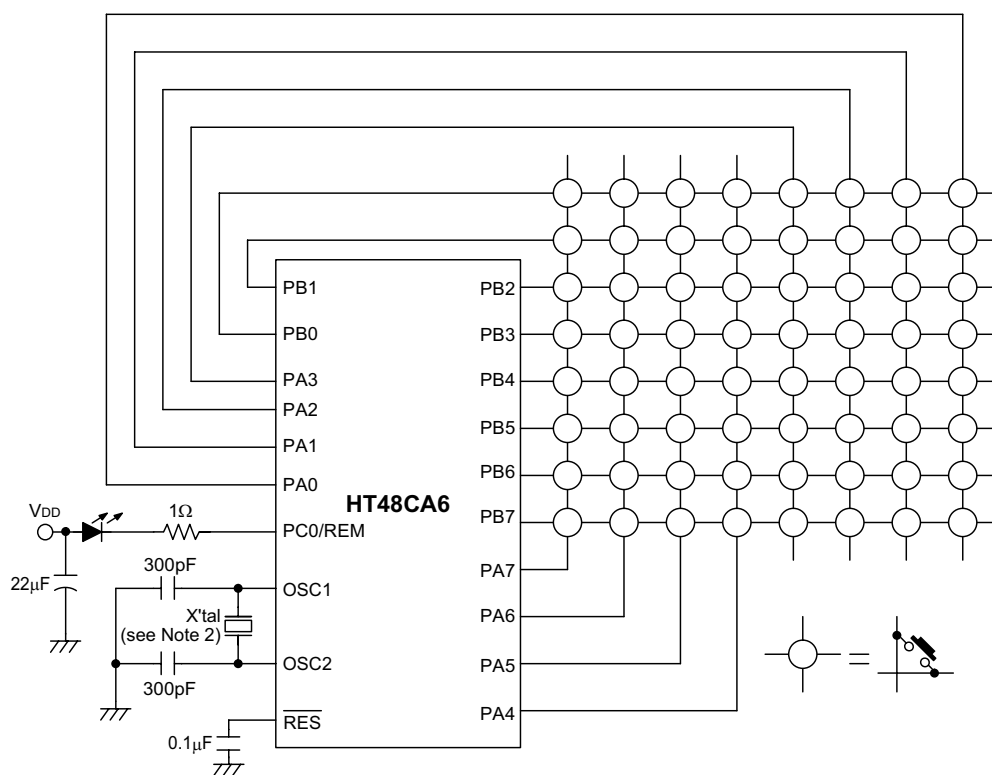 PB1
PB0
PA3
PA2
PA1
PA0
PC0/REM
OSC1
OSC2
RES
HT48CA6
PB2
PB3
PB4
PB5
PB6
PB7
PA7
PA6
PA5
PA4
VDD
1Ω
22μF
300pF
X'tal
(see Note 2)
300pF
0.1μF
=